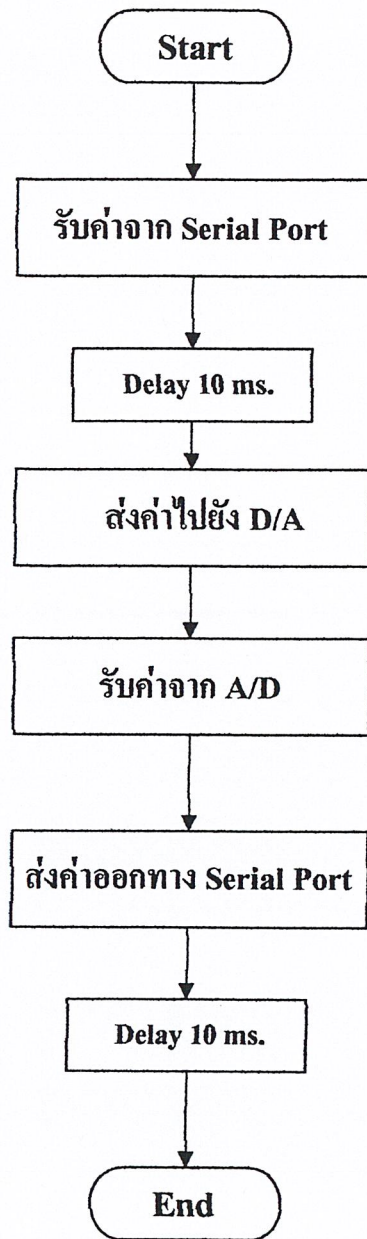 Start
รับค่าจาก Serial Port
Delay 10 ms.
ส่งค่าไปยัง D/A
รับค่าจาก A/D
ส่งค่าออกทาง Serial Port
Delay 10 ms.
End